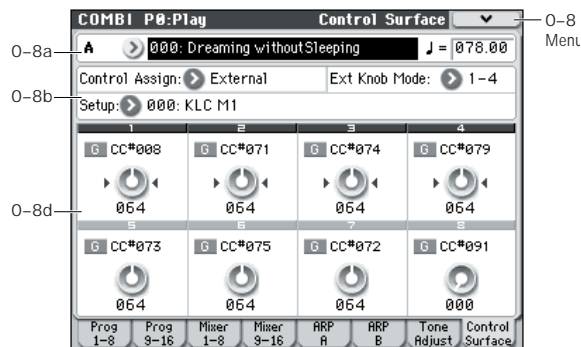 COMBI P0:Play Control Surface
0–8
Menu
0–8a
A 000: Dreaming withoutSleeping ♩= 078.00
0–8b
Control Assign: External Ext Knob Mode: 1-4
Setup: 000: KLC M1
1 2 3 4
G CC#008 G CC#071 G CC#074 G CC#079
064 064 064 064
0–8d
5 6 7 8
G CC#073 G CC#075 G CC#072 G CC#091
064 064 064 000
Prog 1-8 Prog 9-16 Mixer 1-8 Mixer 9-16 ARP A ARP B Tone Adjust Control Surface